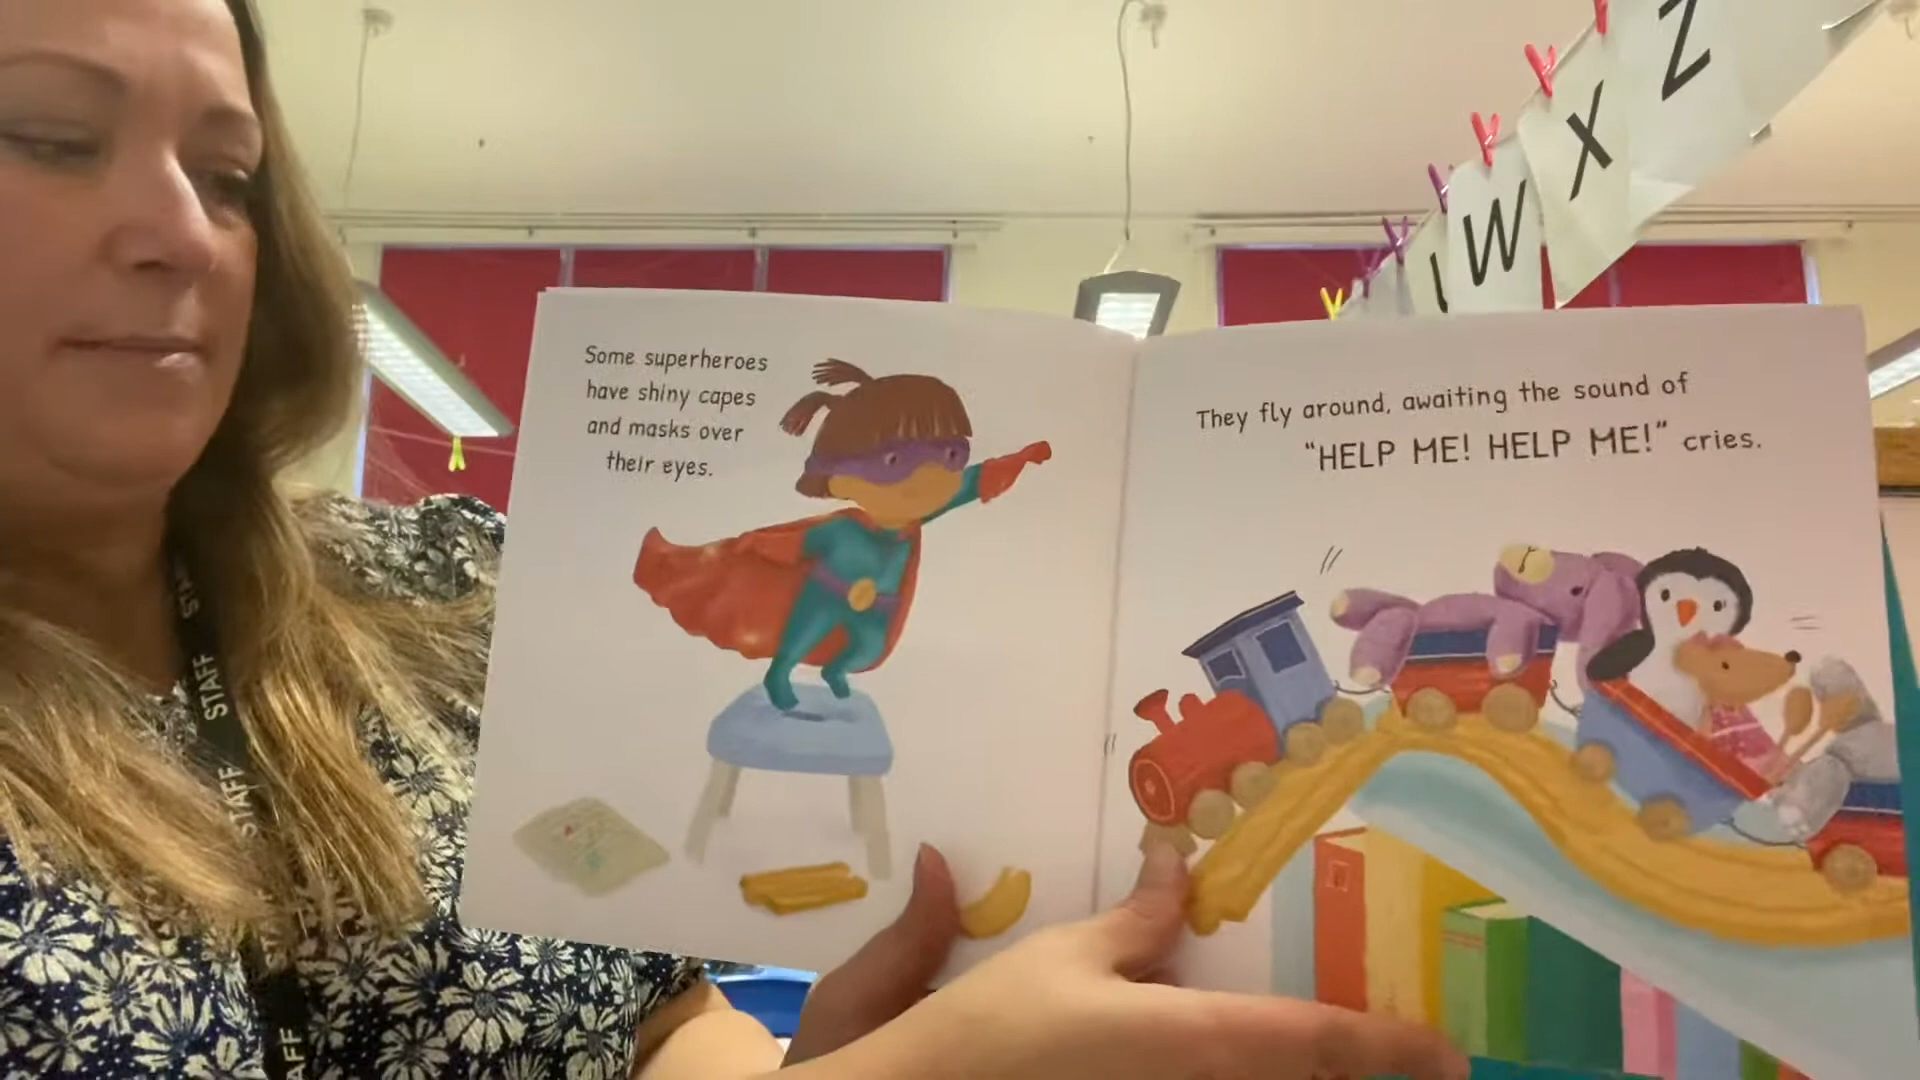 Some superheroes
have shiny capes
and masks over
their eyes.
They fly around, awaiting the sound of
"HELP ME! HELP ME!" cries.
W
X
Z
STAFF
STAFF
STAFF
AFF